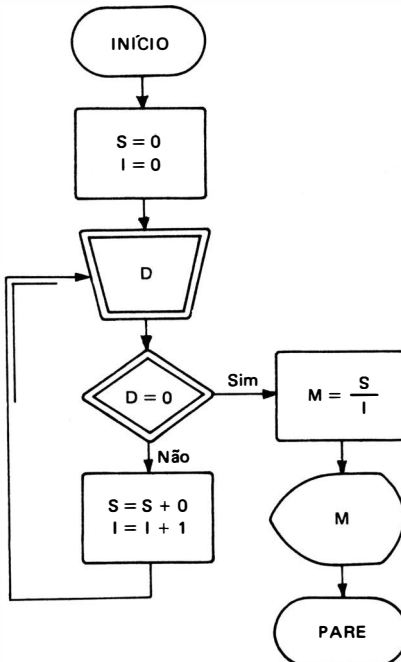 INÍCIO
S = 0
I = 0
D
D = 0
Sim
M = S
I
Não
S = S + 0
I = I + 1
M
PARE